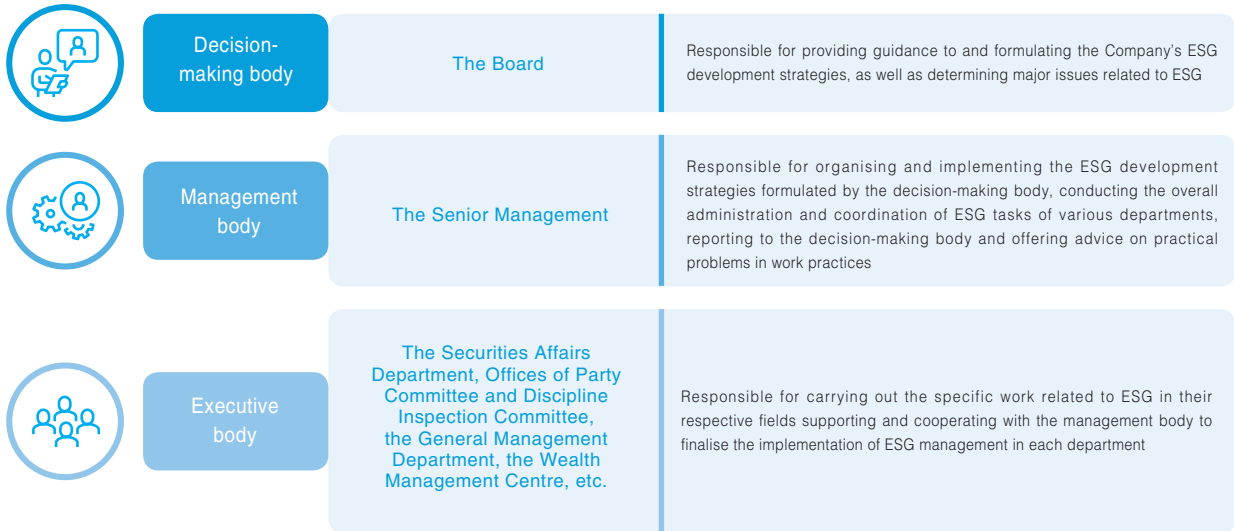 Decision-
making body
The Board
Responsible for providing guidance to and formulating the Company's ESG
development strategies, as well as determining major issues related to ESG
Management
body
The Senior Management
Responsible for organising and implementing the ESG development
strategies formulated by the decision-making body, conducting the overall
administration and coordination of ESG tasks of various departments,
reporting to the decision-making body and offering advice on practical
problems in work practices
Executive
body
The Securities Affairs
Department, Offices of Party
Committee and Discipline
Inspection Committee,
the General Management
Department, the Wealth
Management Centre, etc.
Responsible for carrying out the specific work related to ESG in their
respective fields supporting and cooperating with the management body to
finalise the implementation of ESG management in each department